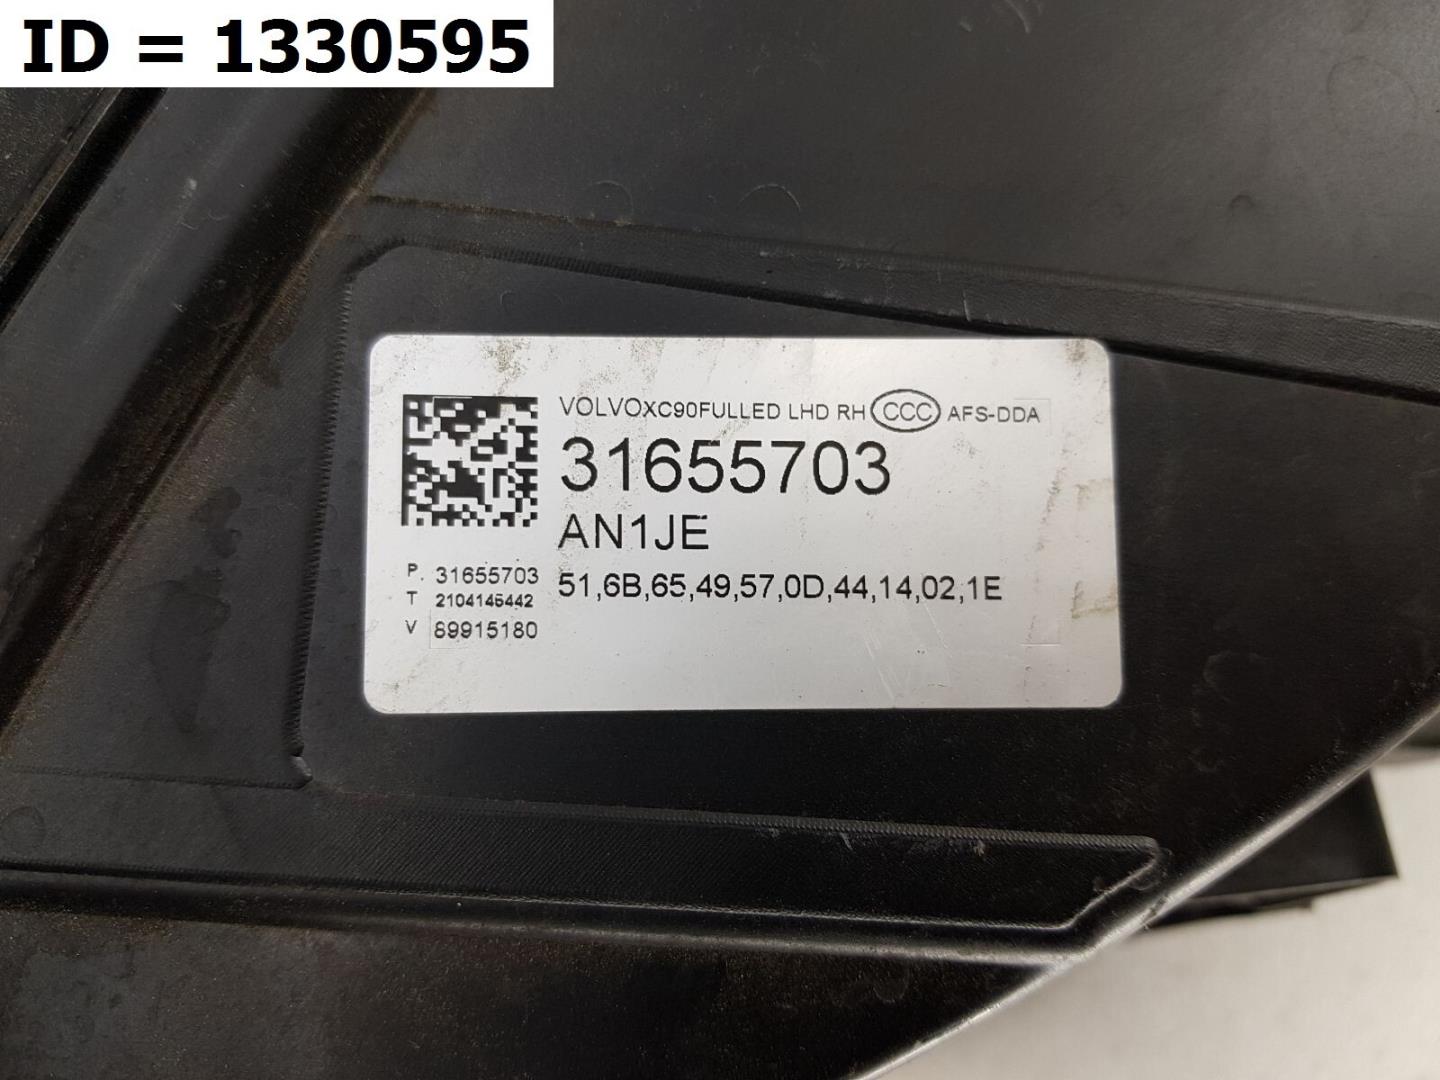 ID = 1330595
VOLVOXC90FULLED LHD RH CCC AFS-DDA
31655703
AN1JE
51,6B,65,49,57,0D,44,14,02,1E
P. 31655703
T 2104145442
V 89915180